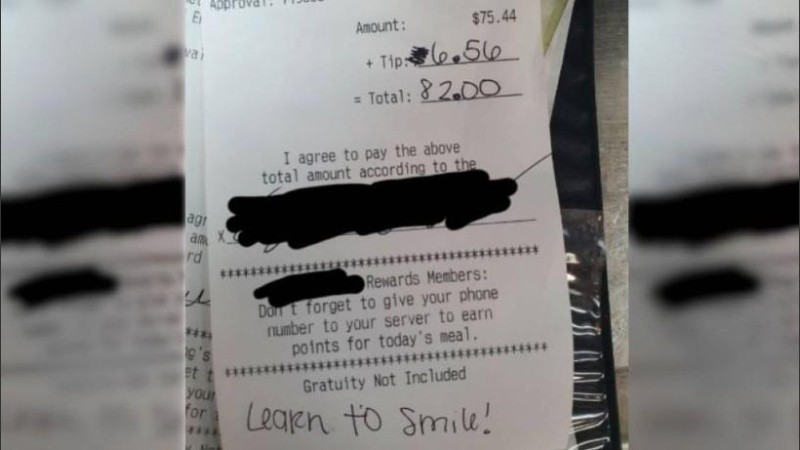 Approval:
Amount: $75.44
+ Tip: 6.56
= Total: 82.00
I agree to pay the above
total amount according to the
X
**********************************
Rewards Members:
Don't forget to give your phone
number to your server to earn
points for today's meal.
**********************************
Gratuity Not Included
Learn to Smile!